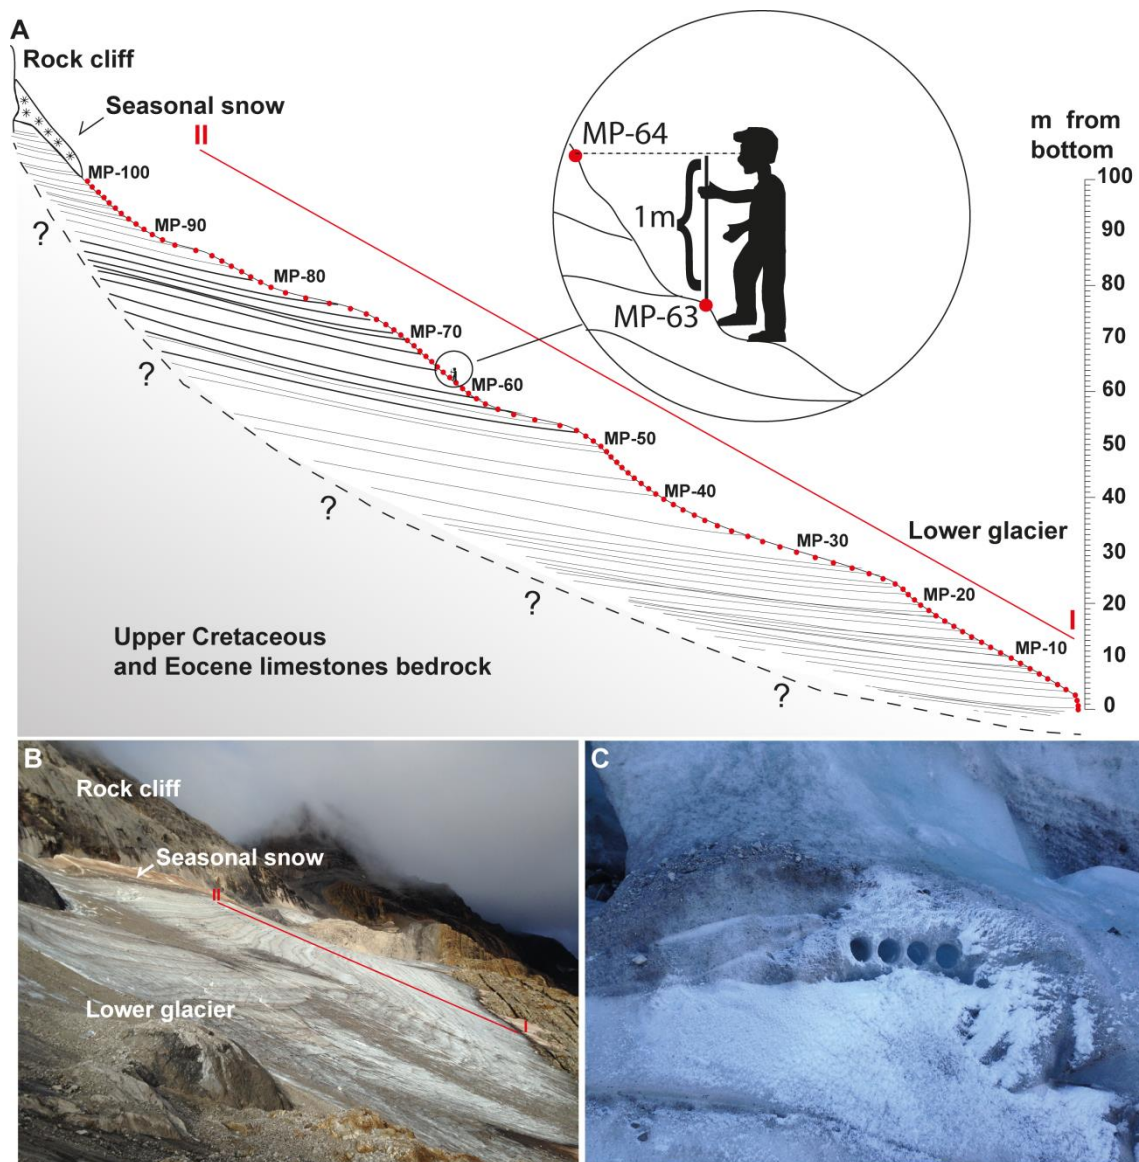 A
Rock cliff
Seasonal snow
II
MP-100
MP-90
MP-80
MP-70
MP-60
MP-50
MP-40
MP-30
MP-20
MP-10
MP-64
1m
MP-63
m from
bottom
100
90
80
70
60
50
40
30
20
10
0
Lower glacier
I
?
?
?
?
?
Upper Cretaceous
and Eocene limestones bedrock
B
Rock cliff
Seasonal snow
II
Lower glacier
I
C